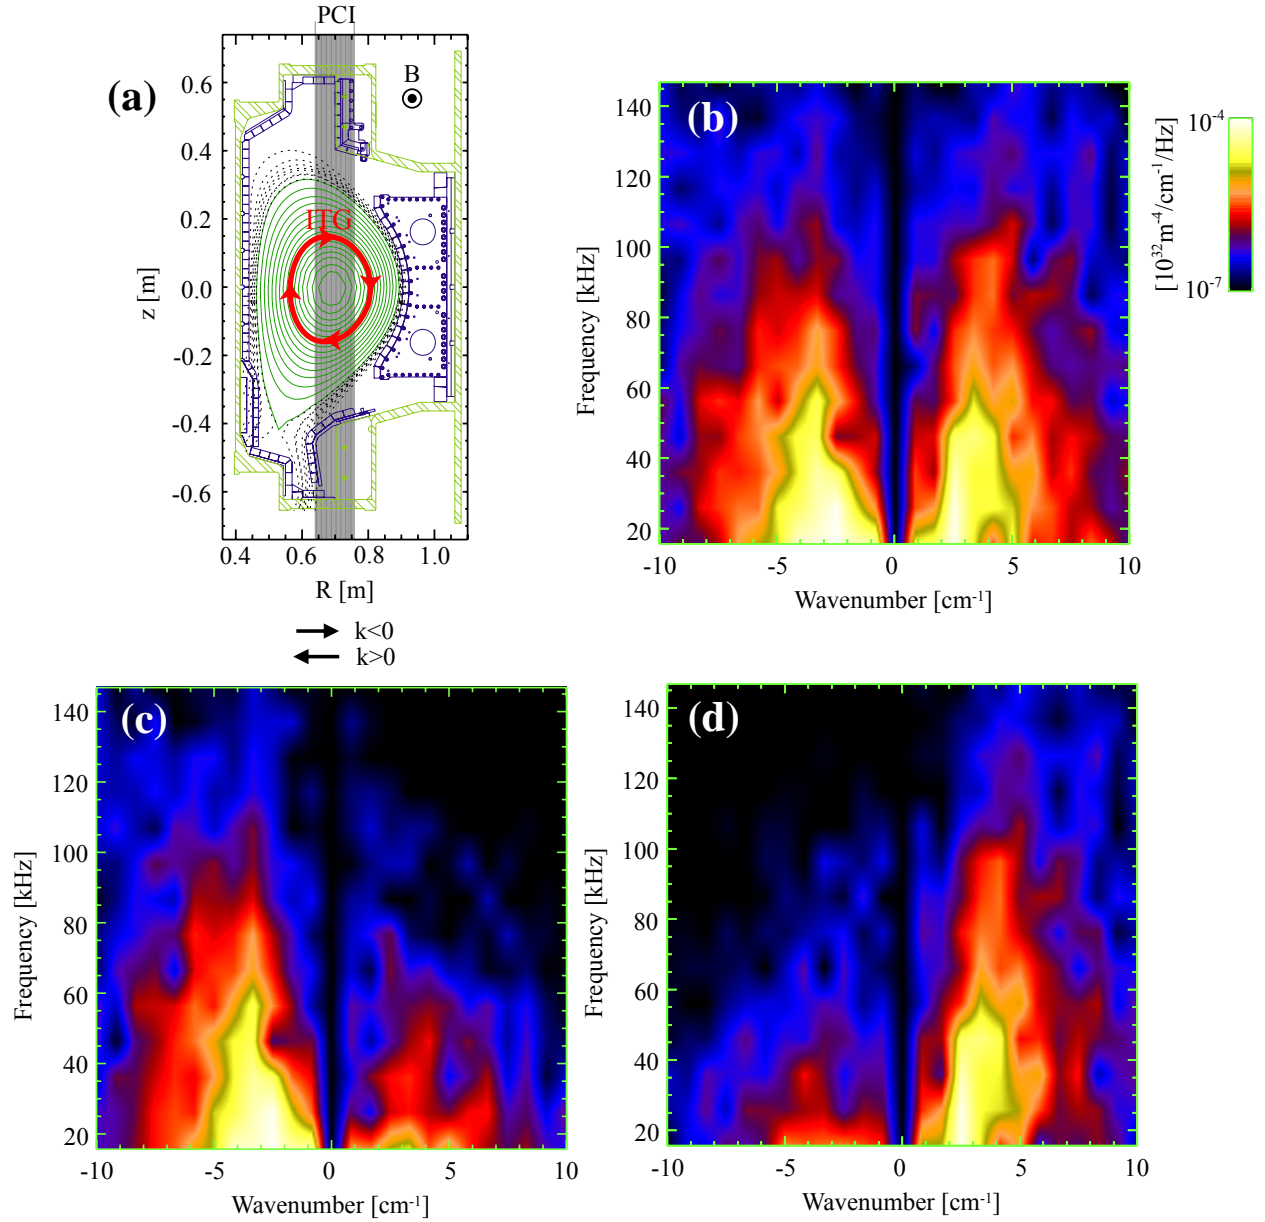 PCI
(a)
B
ITG
0.6
0.4
0.2
0.0
-0.2
-0.4
-0.6
z [m]
0.4
0.6
0.8
1.0
R [m]
k<0
k>0
(b)
140
120
100
80
60
40
20
Frequency [kHz]
-10
-5
0
5
10
Wavenumber [cm⁻¹]
[10³²m⁻⁴/cm⁻¹/Hz]
10⁻⁴
10⁻⁷
(c)
140
120
100
80
60
40
20
Frequency [kHz]
-10
-5
0
5
10
Wavenumber [cm⁻¹]
(d)
140
120
100
80
60
40
20
Frequency [kHz]
-10
-5
0
5
10
Wavenumber [cm⁻¹]